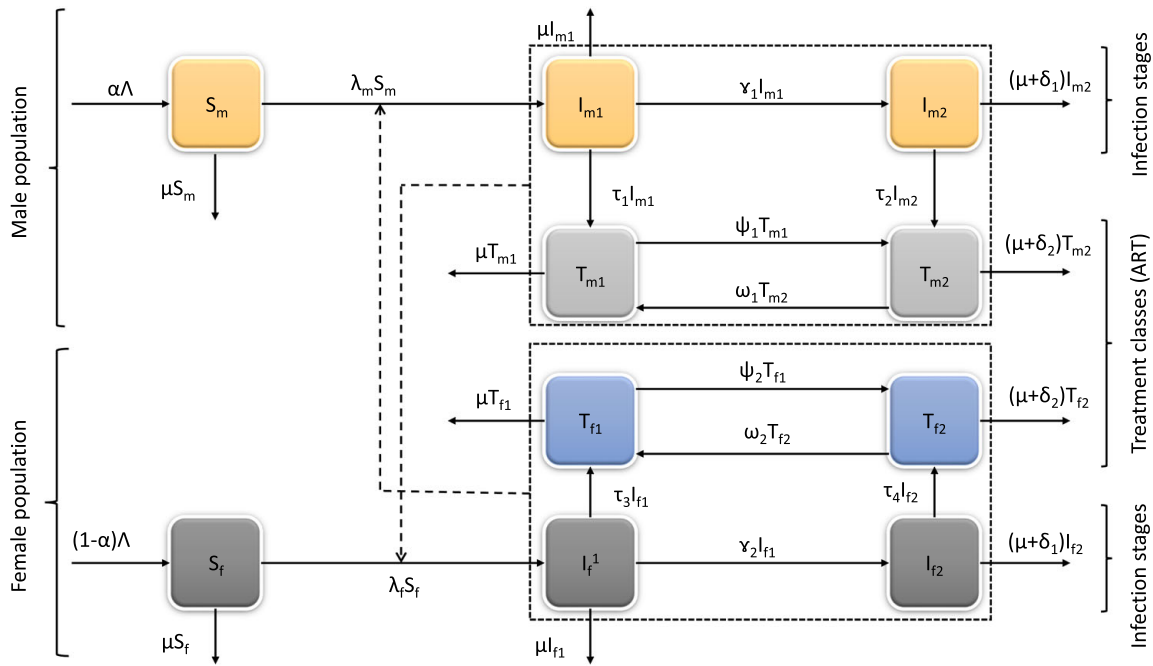 Male population
αΛ
S_m
μS_m
λ_mS_m
μI_m1
I_m1
ɤ_1I_m1
I_m2
(μ+δ_1)I_m2
Infection stages
τ_1I_m1
τ_2I_m2
μT_m1
T_m1
ψ_1T_m1
ω_1T_m2
T_m2
(μ+δ_2)T_m2
Treatment classes (ART)
Female population
μT_f1
T_f1
ψ_2T_f1
ω_2T_f2
T_f2
(μ+δ_2)T_f2
τ_3I_f1
τ_4I_f2
(1-α)Λ
S_f
μS_f
λ_fS_f
I_f^1
ɤ_2I_f1
I_f2
(μ+δ_1)I_f2
μI_f1
Infection stages